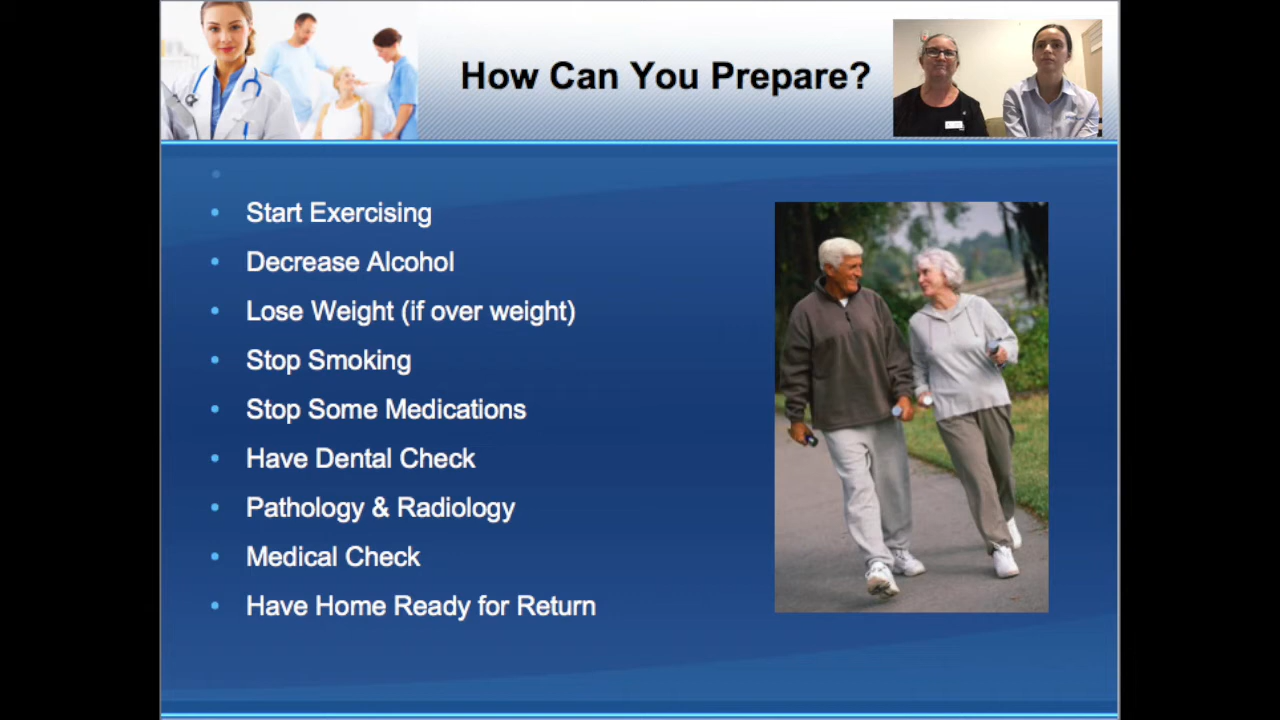 How Can You Prepare?
Start Exercising
Decrease Alcohol
Lose Weight (if over weight)
Stop Smoking
Stop Some Medications
Have Dental Check
Pathology & Radiology
Medical Check
Have Home Ready for Return